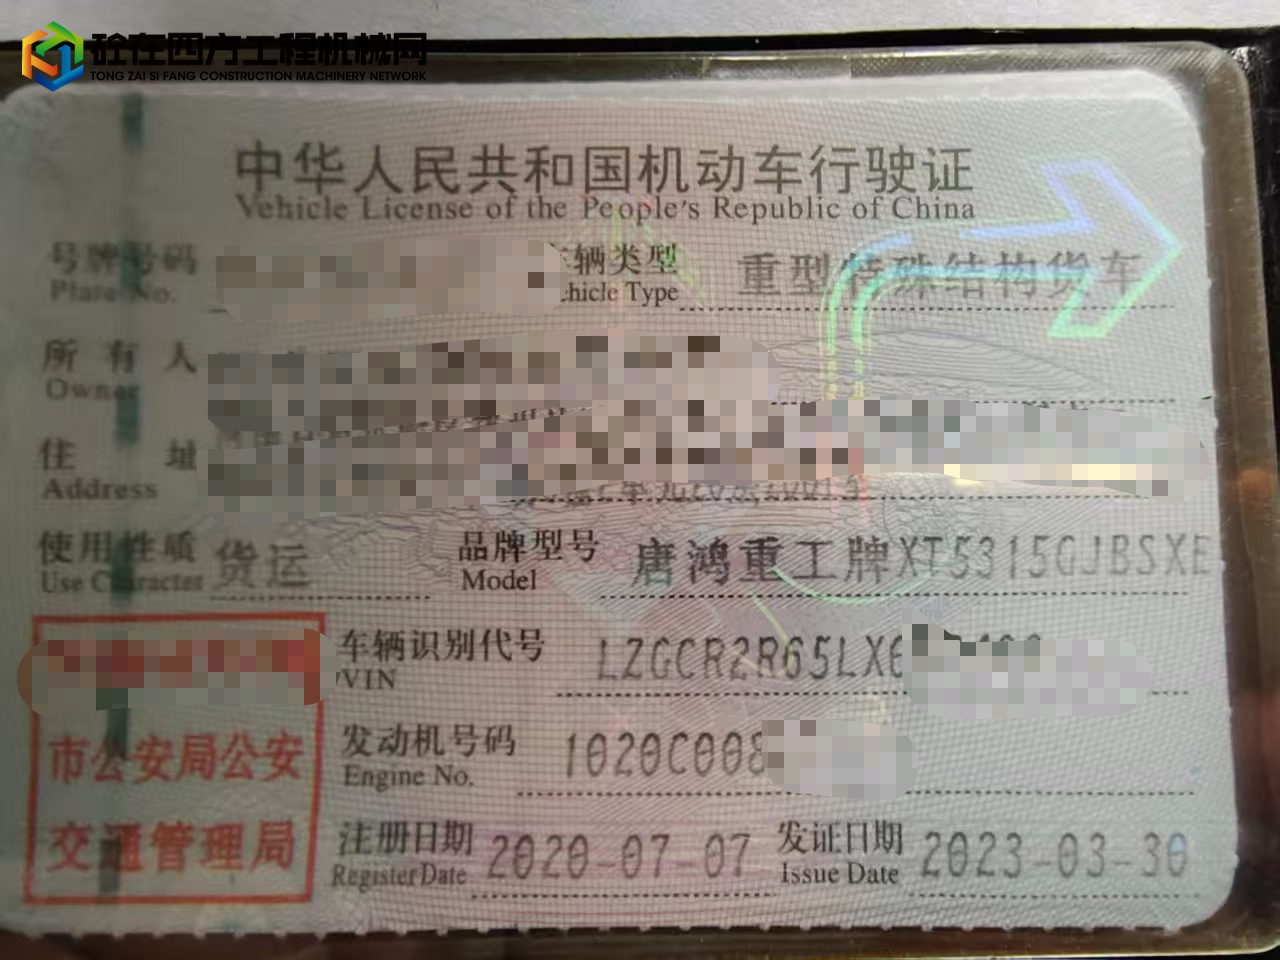 砼在四方工程机械网
TONG ZAI SI FANG CONSTRUCTION MACHINERY NETWORK
中华人民共和国机动车行驶证
Vehicle License of the People's Republic of China
号牌号码 车辆类型 重型特殊结构货车
Plate No. Vehicle Type
所有人
Owner
住址
Address
使用性质 货运 品牌型号 唐鸿重工牌XT5315GJBSXE
Use Character Model
车辆识别代号 LZGCR2R65LX6
VIN
市公安局公安
发动机号码 1020C008
Engine No.
交通管理局
注册日期 2020-07-07 发证日期 2023-03-30
Register Date Issue Date